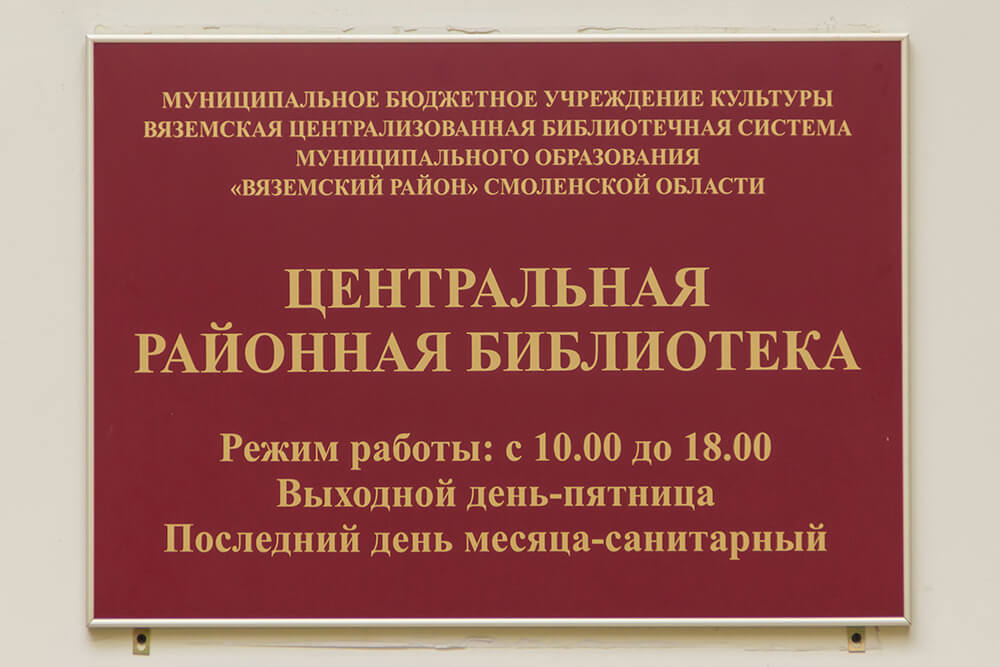 МУНИЦИПАЛЬНОЕ БЮДЖЕТНОЕ УЧРЕЖДЕНИЕ КУЛЬТУРЫ
ВЯЗЕМСКАЯ ЦЕНТРАЛИЗОВАННАЯ БИБЛИОТЕЧНАЯ СИСТЕМА
МУНИЦИПАЛЬНОГО ОБРАЗОВАНИЯ
«ВЯЗЕМСКИЙ РАЙОН» СМОЛЕНСКОЙ ОБЛАСТИ
ЦЕНТРАЛЬНАЯ
РАЙОННАЯ БИБЛИОТЕКА
Режим работы: с 10.00 до 18.00
Выходной день-пятница
Последний день месяца-санитарный